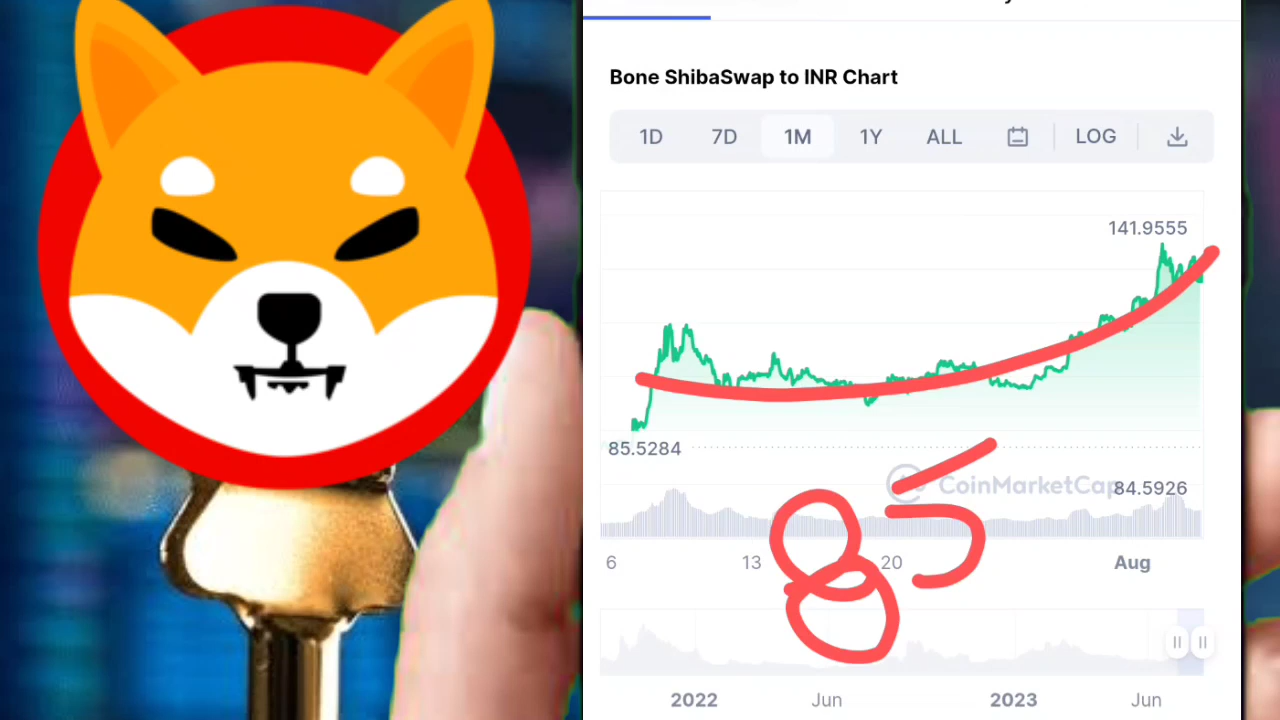 Bone ShibaSwap to INR Chart
1D 7D 1M 1Y ALL LOG
141.9555
85.5284
CoinMarketCap
84.5926
85
6 13 20 Aug
2022 Jun 2023 Jun